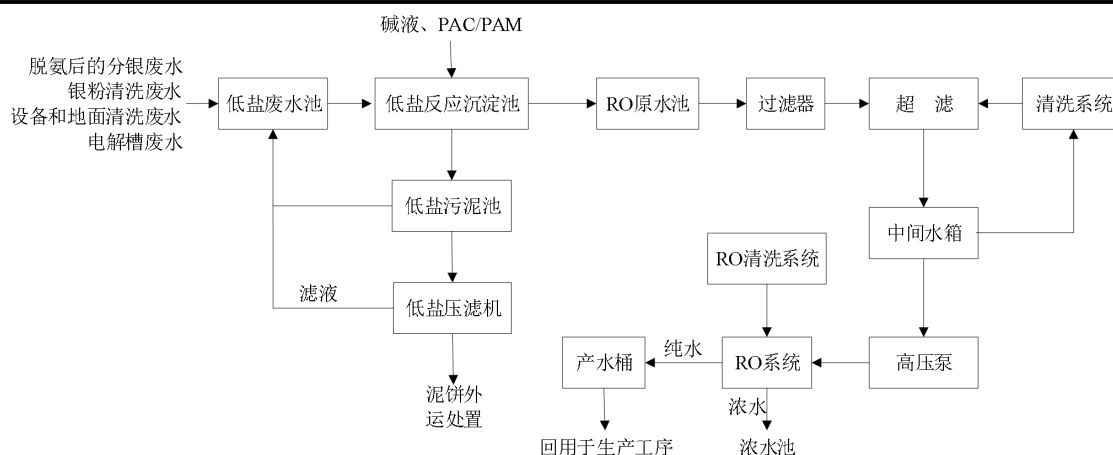 碱液、PAC/PAM
脱氨后的分银废水
银粉清洗废水
设备和地面清洗废水
电解槽废水
低盐废水池
低盐反应沉淀池
RO原水池
过滤器
超 滤
清洗系统
低盐污泥池
中间水箱
RO清洗系统
滤液
低盐压滤机
产水桶
纯水
RO系统
高压泵
泥饼外
运处置
浓水
回用于生产工序
浓水池